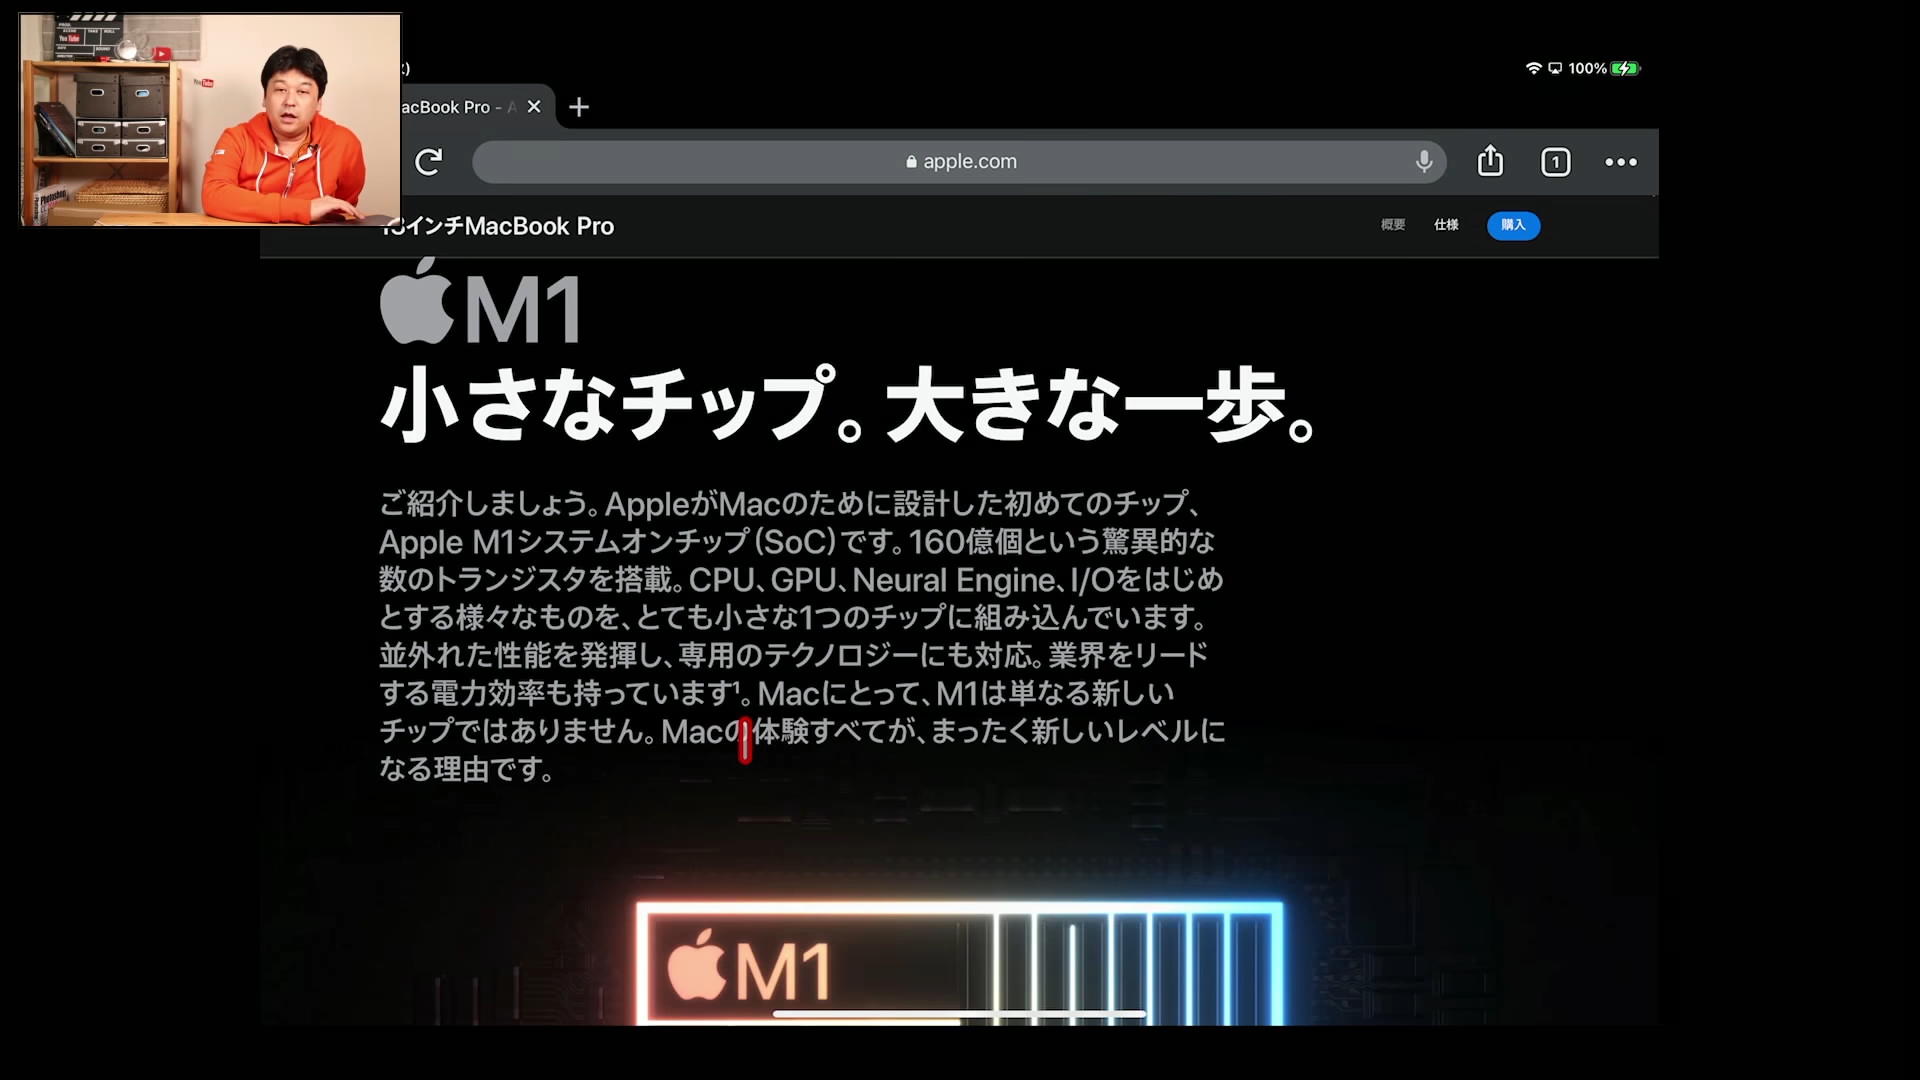 100%
acBook Pro - A
apple.com
1
13インチMacBook Pro
概要
仕様
購入
M1
小さなチップ。大きな一歩。
ご紹介しましょう。AppleがMacのために設計した初めてのチップ、
Apple M1システムオンチップ（SoC）です。160億個という驚異的な
数のトランジスタを搭載。CPU、GPU、Neural Engine、I/Oをはじめ
とする様々なものを、とても小さな1つのチップに組み込んでいます。
並外れた性能を発揮し、専用のテクノロジーにも対応。業界をリード
する電力効率も持っています¹。Macにとって、M1は単なる新しい
チップではありません。Macの体験すべてが、まったく新しいレベルに
なる理由です。
M1
YouTube
YouTube
Photoshop